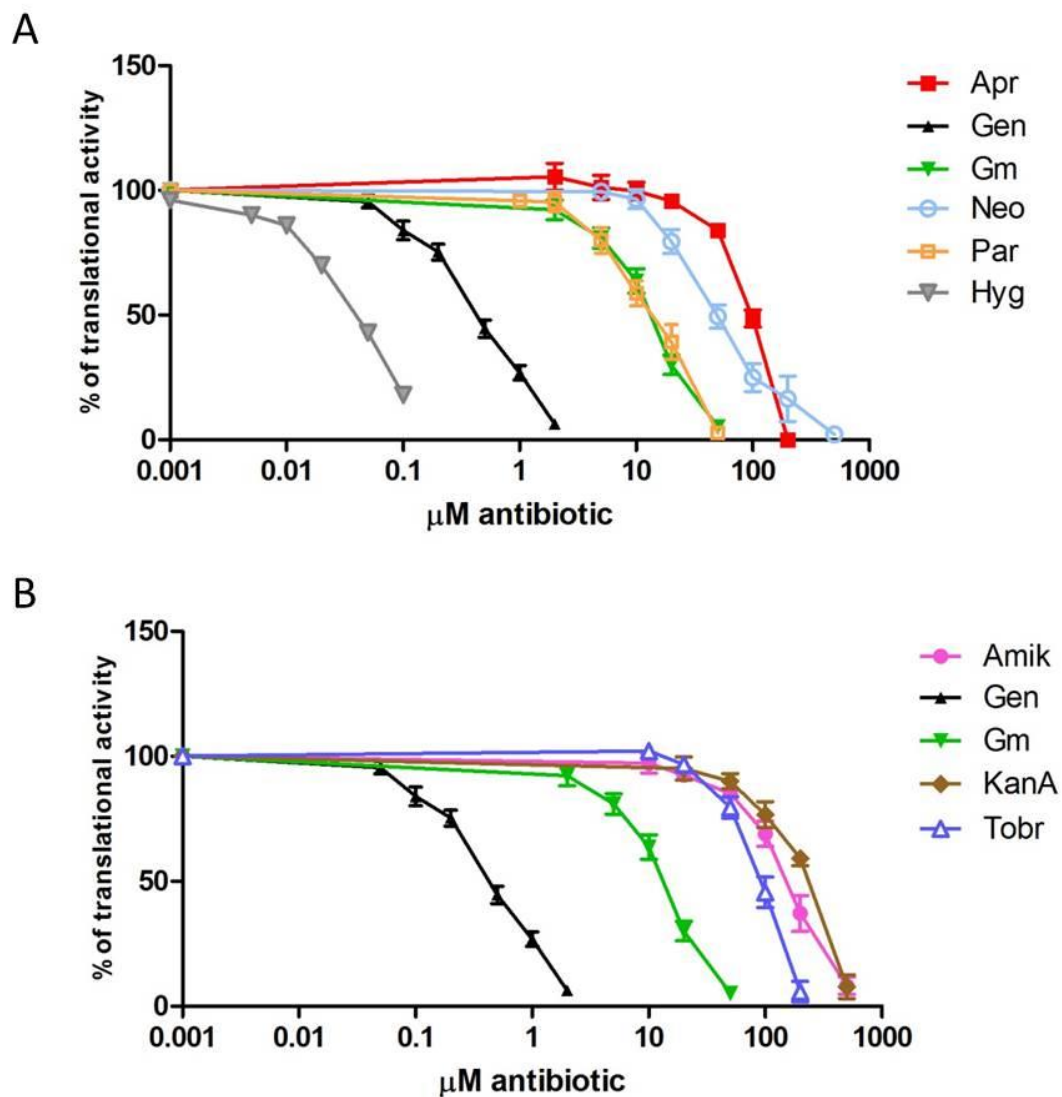 A
150
100
50
0
% of translational activity
0.001 0.01 0.1 1 10 100 1000
μM antibiotic
Apr
Gen
Gm
Neo
Par
Hyg
B
150
100
50
0
% of translational activity
0.001 0.01 0.1 1 10 100 1000
μM antibiotic
Amik
Gen
Gm
KanA
Tobr